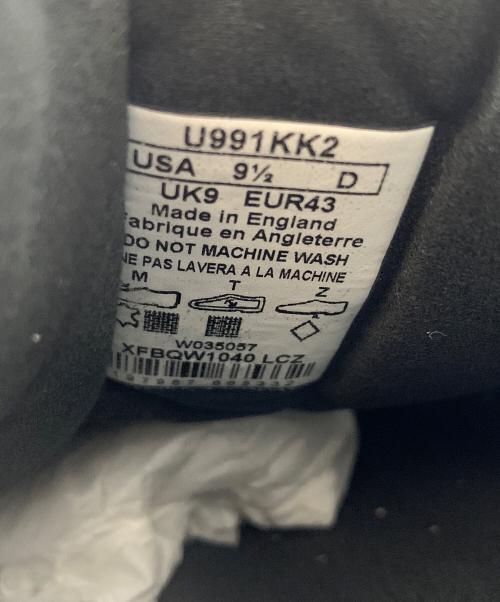 U991KK2
USA 9½ D
UK9 EUR43
Made in England
Fabrique en Angleterre
DO NOT MACHINE WASH
NE PAS LAVERA A LA MACHINE
M T Z
W035057
XFBQW1040 LCZ